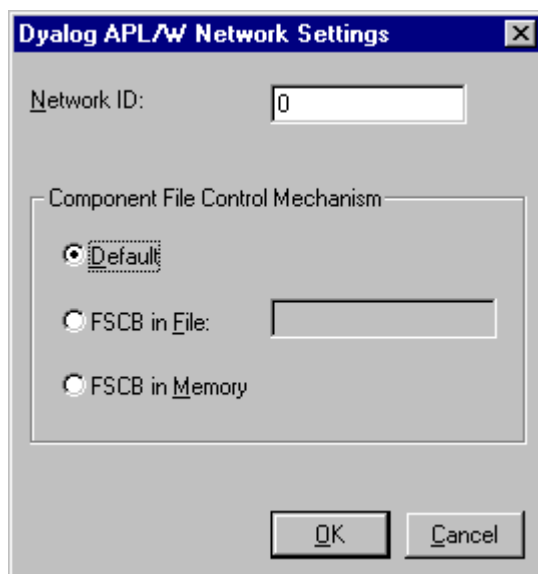 Dyalog APL/W Network Settings
Network ID: 0
Component File Control Mechanism
Default
FSCB in File:
FSCB in Memory
OK Cancel